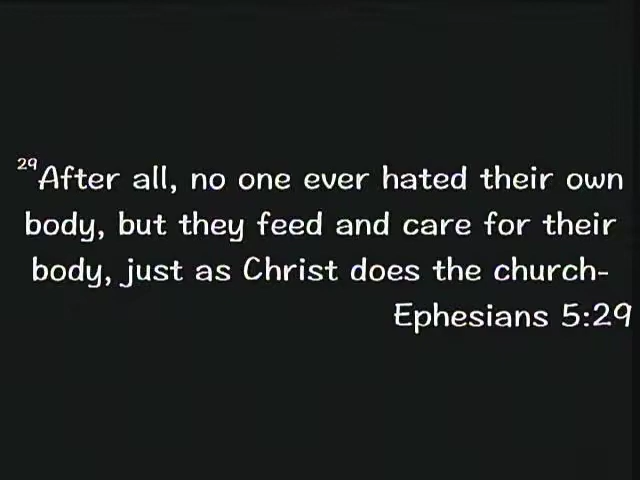 29After all, no one ever hated their own
body, but they feed and care for their
body, just as Christ does the church-
Ephesians 5:29